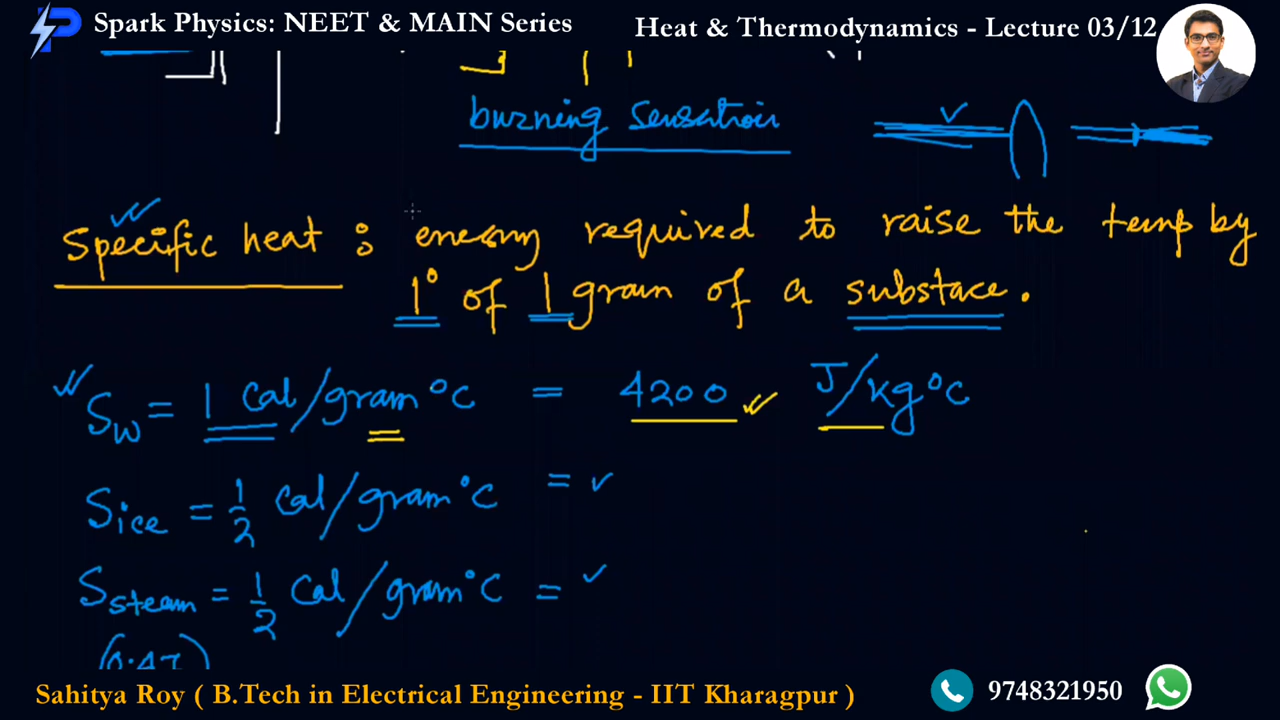 Spark Physics: NEET & MAIN Series
Heat & Thermodynamics - Lecture 03/12
burning sensation
Specific heat : energy required to raise the temp by
1° of 1 gram of a substace.
Sw = 1 Cal/gram°C = 4200 J/kg°C
Sice = 1/2 Cal/gram°C =
Ssteam = 1/2 Cal/gram°C =
Sahitya Roy ( B.Tech in Electrical Engineering - IIT Kharagpur )
9748321950